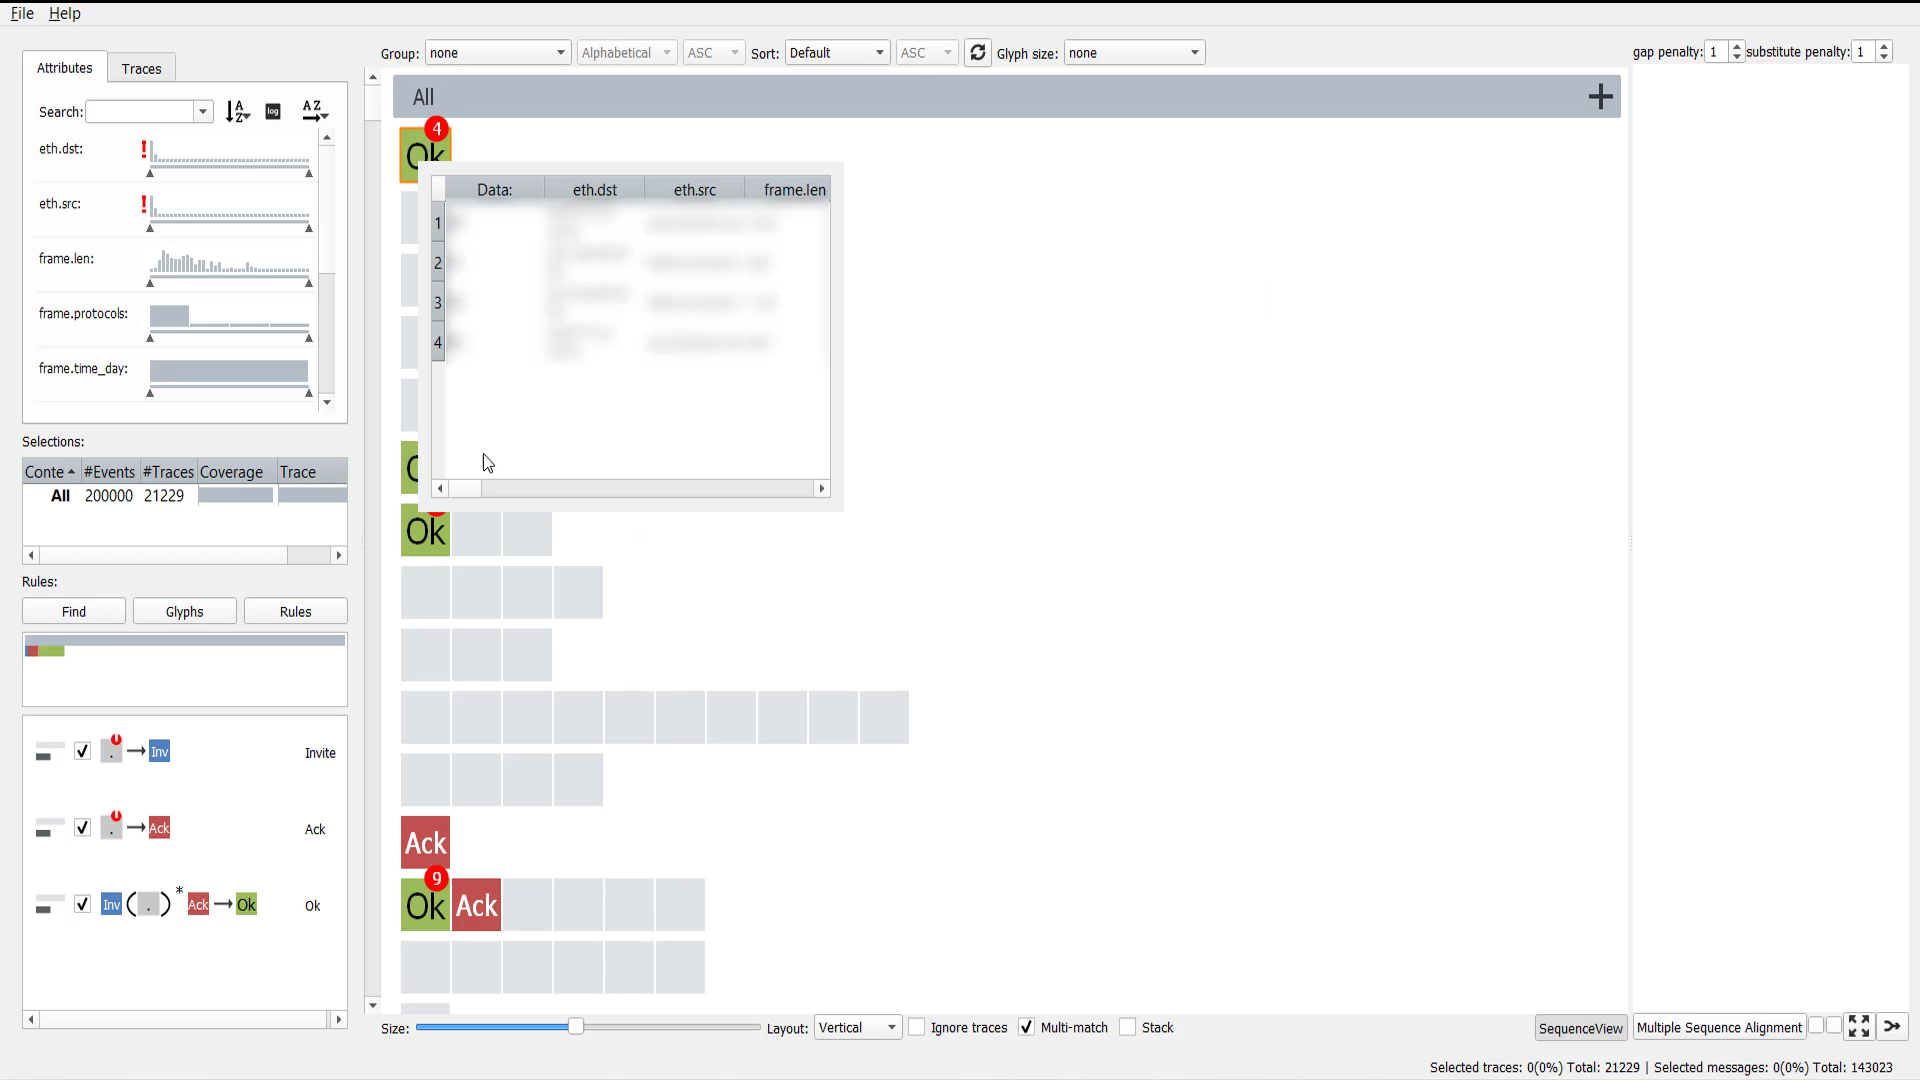 File Help
Attributes Traces
Search: log A Z
eth.dst: !
eth.src: !
frame.len:
frame.protocols:
frame.time_day:
Selections:
Conte #Events #Traces Coverage Trace
All 200000 21229
Rules:
Find Glyphs Rules
. → Inv Invite
. → Ack Ack
Inv ( . ) * Ack → Ok Ok
Group: none Alphabetical ASC Sort: Default ASC Glyph size: none
All +
4
Ok
Data: eth.dst eth.src frame.len
1
2
3
4
Ok
Ack
9
Ok Ack
Size: Layout: Vertical Ignore traces Multi-match Stack
SequenceView Multiple Sequence Alignment
gap penalty: 1 substitute penalty: 1
Selected traces: 0(0%) Total: 21229 | Selected messages: 0(0%) Total: 143023